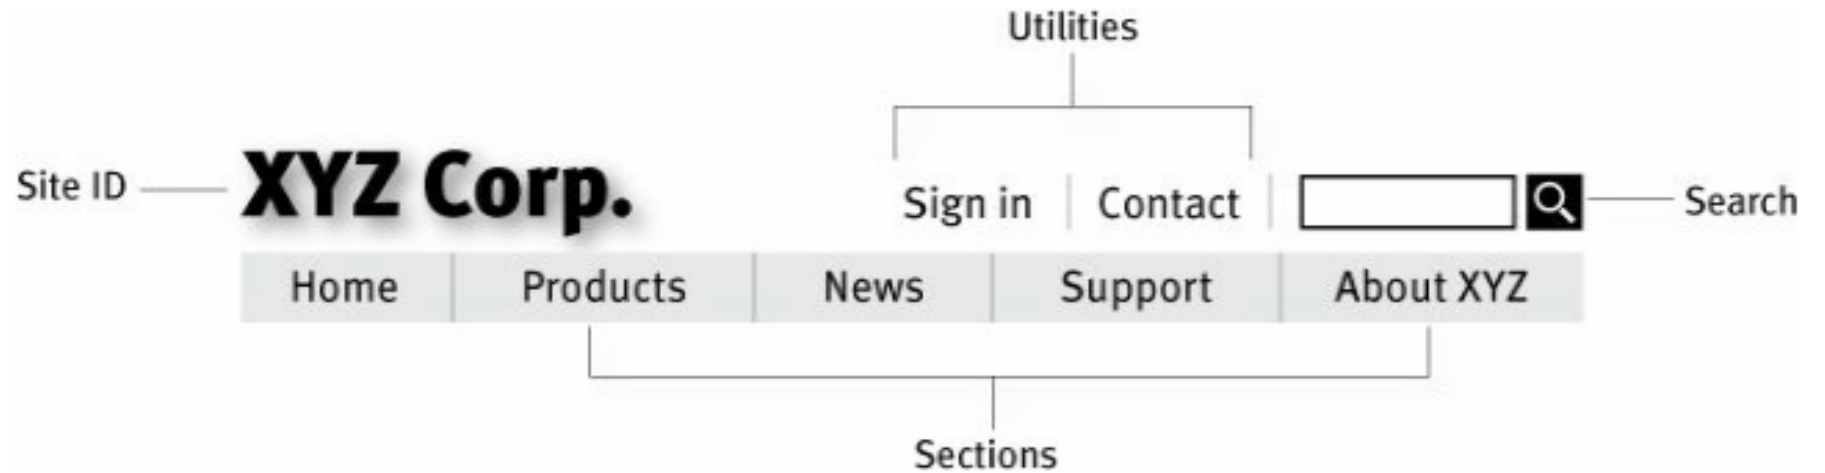 Utilities
Site ID
XYZ Corp.
Sign in
Contact
Search
Home
Products
News
Support
About XYZ
Sections